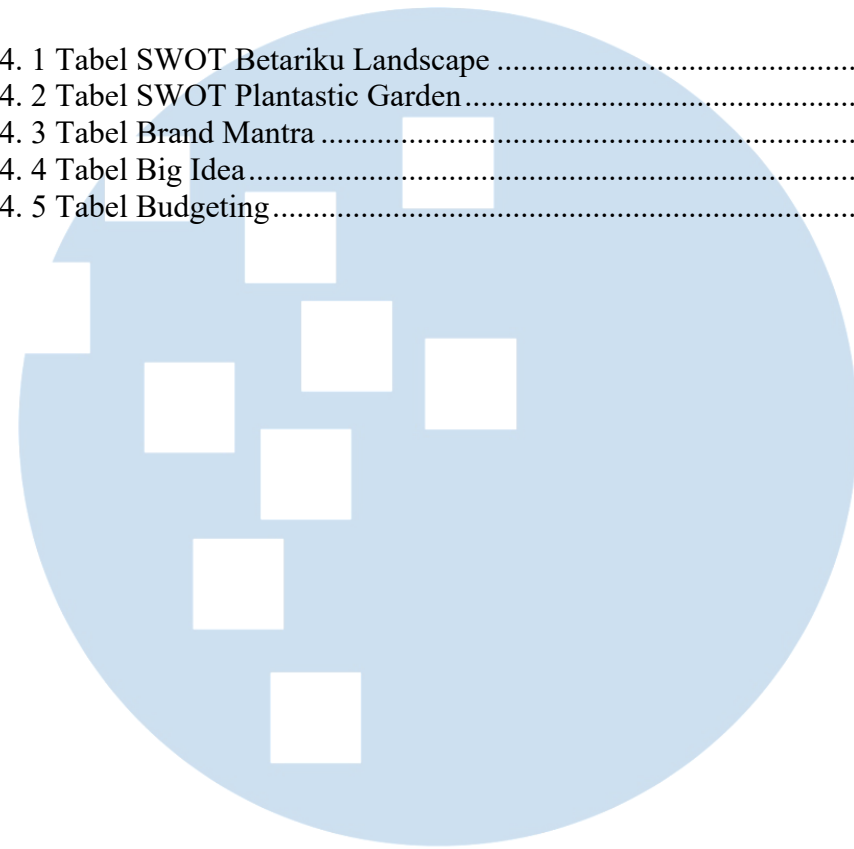 4. 1 Tabel SWOT Betariku Landscape ............................................
4. 2 Tabel SWOT Plantastic Garden................................................
4. 3 Tabel Brand Mantra ..................................................................
4. 4 Tabel Big Idea...........................................................................
4. 5 Tabel Budgeting........................................................................